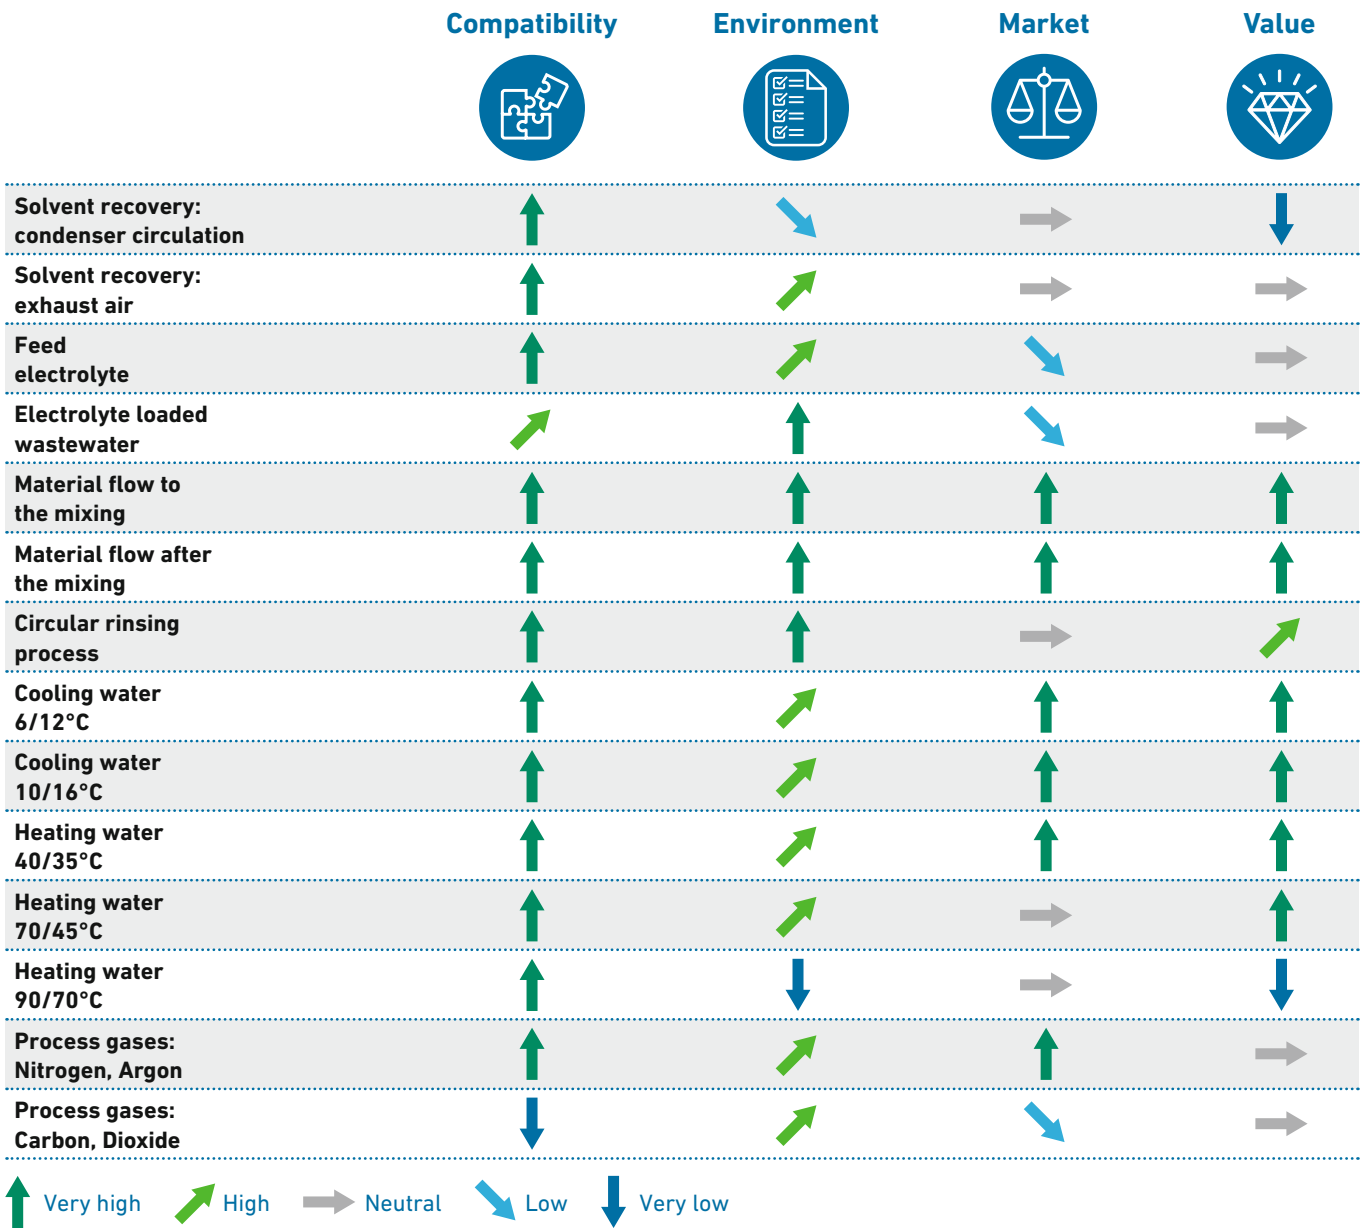 Compatibility
Environment
Market
Value
Solvent recovery:
condenser circulation
Solvent recovery:
exhaust air
Feed
electrolyte
Electrolyte loaded
wastewater
Material flow to
the mixing
Material flow after
the mixing
Circular rinsing
process
Cooling water
6/12°C
Cooling water
10/16°C
Heating water
40/35°C
Heating water
70/45°C
Heating water
90/70°C
Process gases:
Nitrogen, Argon
Process gases:
Carbon, Dioxide
Very high
High
Neutral
Low
Very low